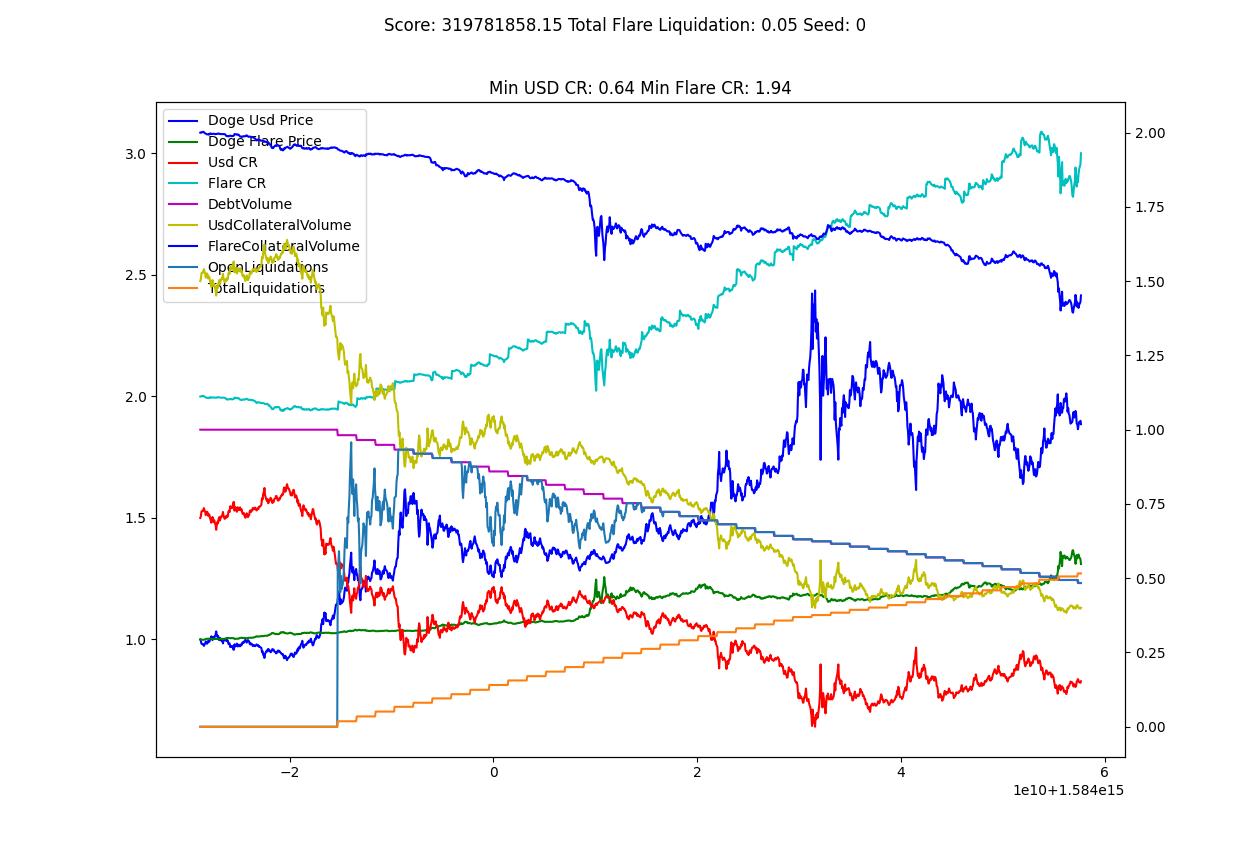 Score: 319781858.15 Total Flare Liquidation: 0.05 Seed: 0
Min USD CR: 0.64 Min Flare CR: 1.94
Doge Usd Price
Doge Flare Price
Usd CR
Flare CR
DebtVolume
UsdCollateralVolume
FlareCollateralVolume
OpenLiquidations
TotalLiquidations
3.0
2.5
2.0
1.5
1.0
2.00
1.75
1.50
1.25
1.00
0.75
0.50
0.25
0.00
−2
0
2
4
6
1e10+1.584e15